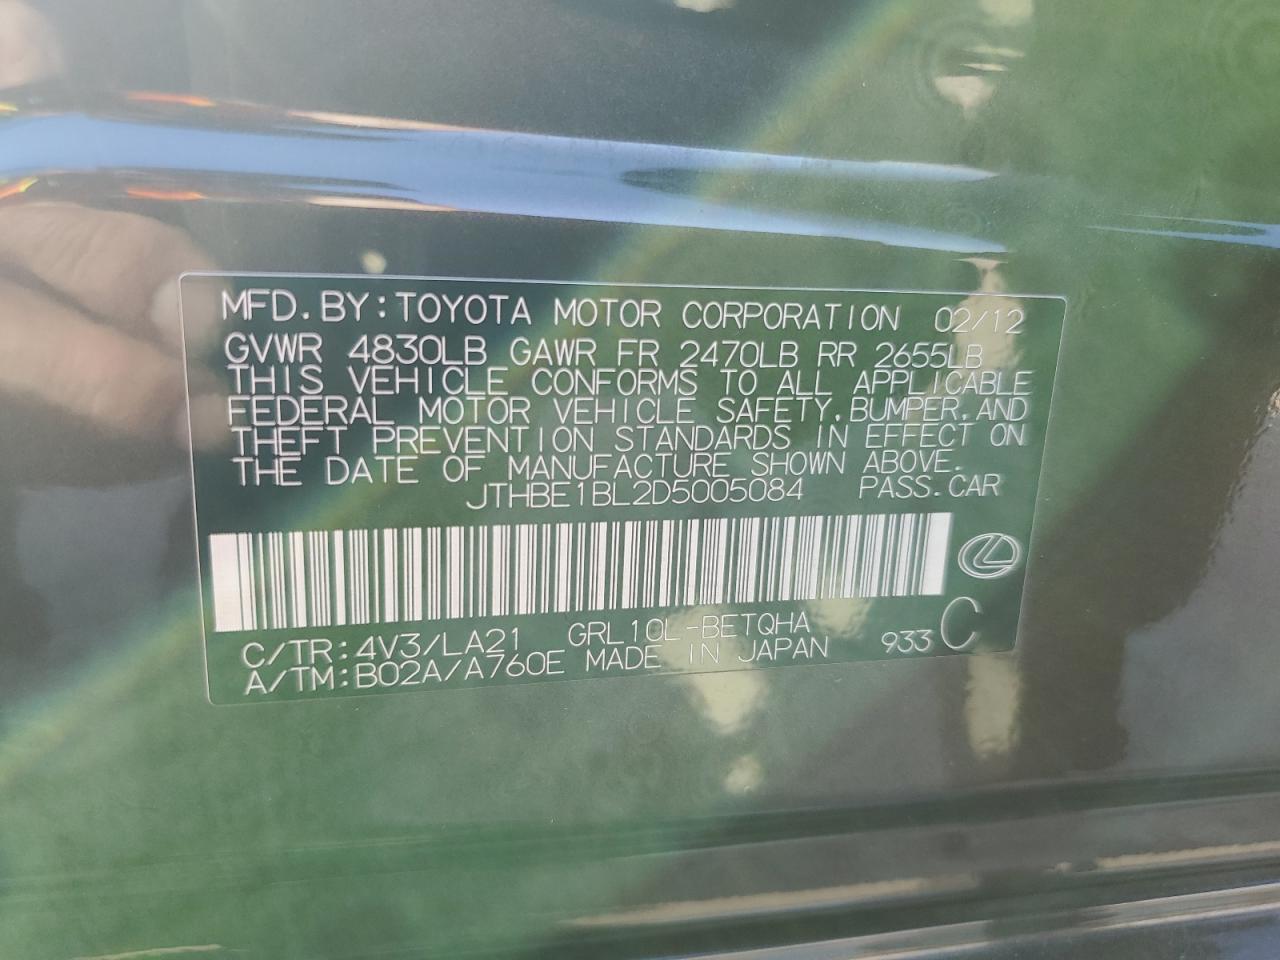 MFD. BY: TOYOTA MOTOR CORPORATION 02/12
GVWR 4830LB GAWR FR 2470LB RR 2655LB
THIS VEHICLE CONFORMS TO ALL APPLICABLE
FEDERAL MOTOR VEHICLE SAFETY, BUMPER, AND
THEFT PREVENTION STANDARDS IN EFFECT ON
THE DATE OF MANUFACTURE SHOWN ABOVE.
JTHBE1BL2D5005084 PASS. CAR
C/TR: 4V3/LA21 GRL10L-BETQHA
A/TM: B02A/A760E MADE IN JAPAN 933 C